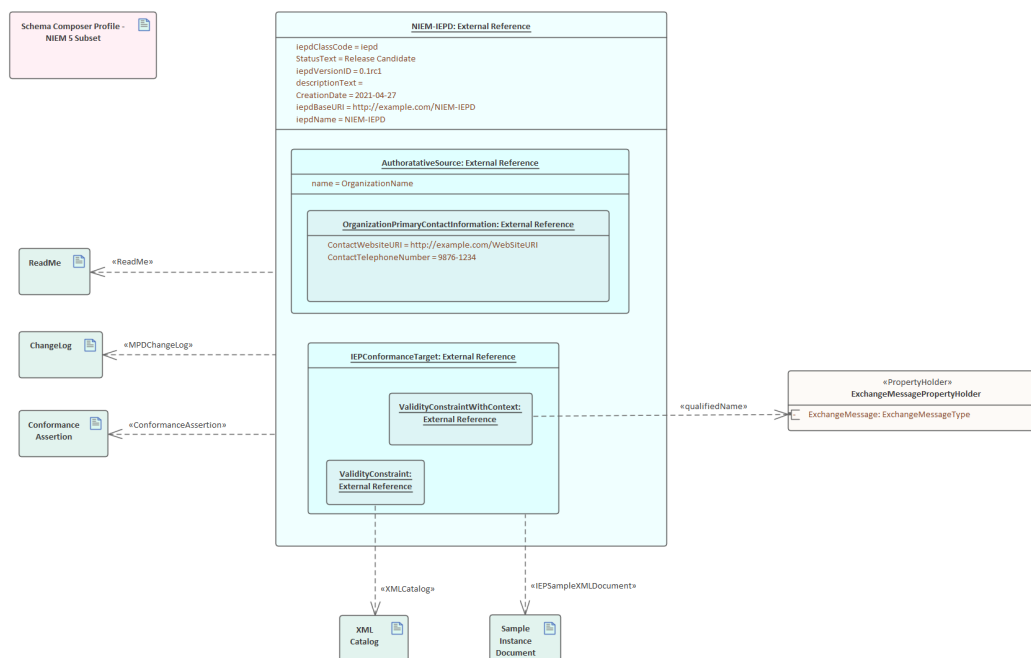 Schema Composer Profile -
NIEM 5 Subset
NIEM-IEPD: External Reference
iepdClassCode = iepd
StatusText = Release Candidate
iepdVersionID = 0.1rc1
descriptionText =
CreationDate = 2021-04-27
iepdBaseURI = http://example.com/NIEM-IEPD
iepdName = NIEM-IEPD
AuthoratativeSource: External Reference
name = OrganizationName
OrganizationPrimaryContactInformation: External Reference
ContactWebsiteURI = http://example.com/WebSiteURI
ContactTelephoneNumber = 9876-1234
ReadMe
«ReadMe»
ChangeLog
«MPDChangeLog»
IEPConformanceTarget: External Reference
«PropertyHolder»
ExchangeMessagePropertyHolder
ExchangeMessage: ExchangeMessageType
«qualifiedName»
ValidityConstraintWithContext:
External Reference
Conformance
Assertion
«ConformanceAssertion»
ValidityConstraint:
External Reference
«XMLCatalog»
«IEPSampleXMLDocument»
XML
Catalog
Sample
Instance
Document